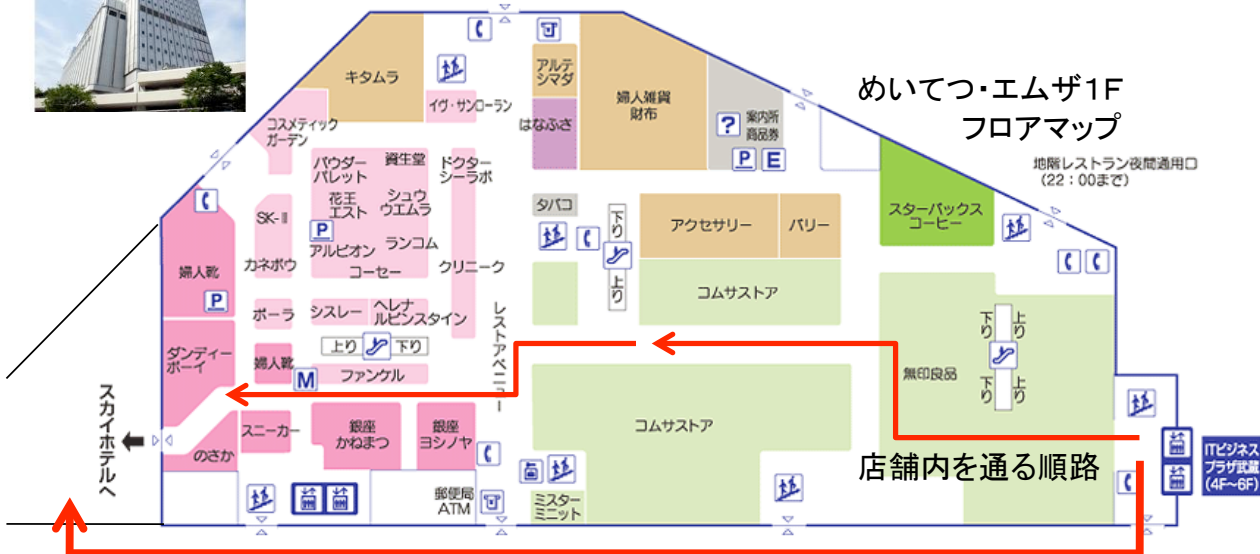 めいてつ・エムザ1F
フロアマップ
地階レストラン夜間通用口
(22:00まで)
キタムラ
イヴ・サンローラン
アルテ
シマダ
はなふさ
婦人雑貨
財布
?
案内所
商品券
P
E
コスメティック
ガーデン
パウダー
パレット
資生堂
ドクター
シーラボ
花王
エスト
シュウ
ウエムラ
SK-II
P
アルビオン
ランコム
カネボウ
コーセー
クリニーク
婦人靴
P
タバコ
下り
上り
アクセサリー
バリー
スターバックス
コーヒー
コムサストア
ポーラ
シスレー
ヘレナ
ルビンスタイン
レストアベニュー
上り
下り
ダンディー
ボーイ
婦人靴
M
ファンケル
下り
上り
下り
上り
無印良品
スカイホテルへ
スニーカー
銀座
かねまつ
銀座
ヨシノヤ
コムサストア
のさか
郵便局
ATM
ミスター
ミニット
店舗内を通る順路
ITビジネス
プラザ武蔵
(4F~6F)